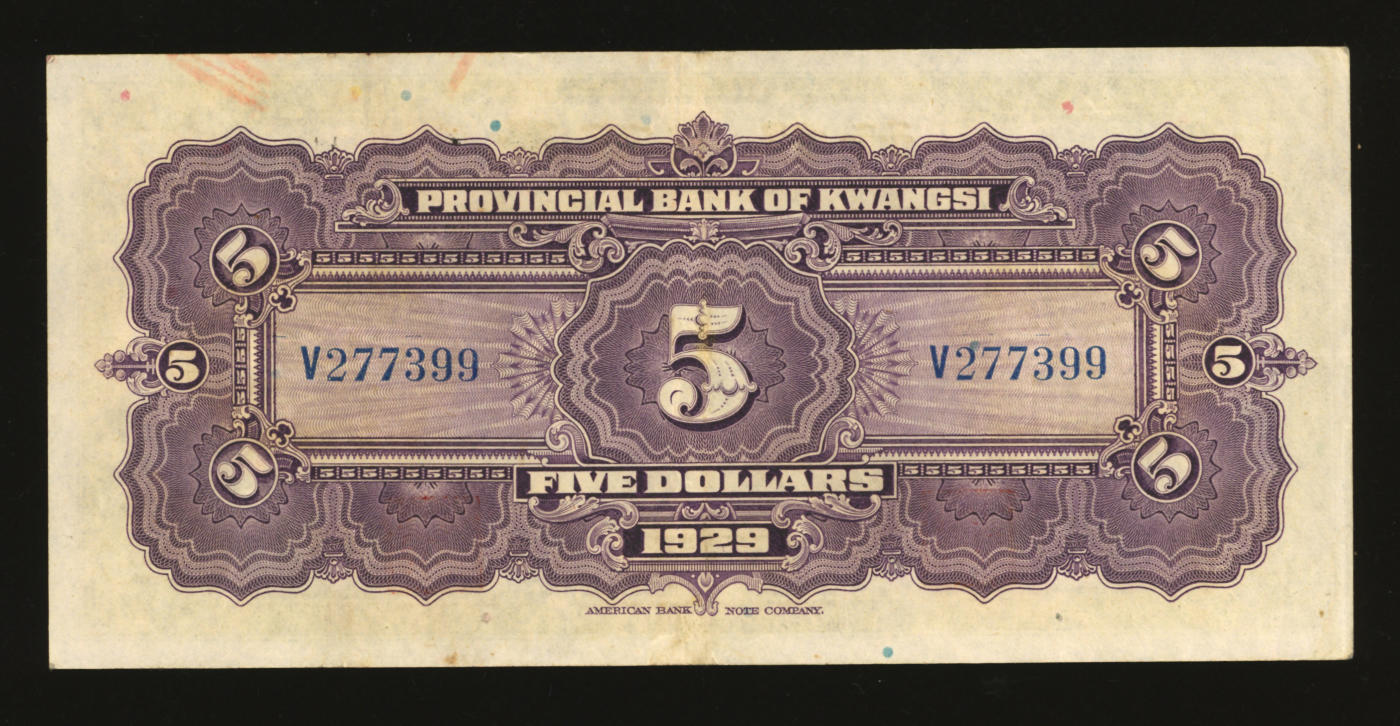 PROVINCIAL BANK OF KWANGSI
5 5
V277399 V277399
5 5 5
5 5
FIVE DOLLARS
1929
AMERICAN BANK NOTE COMPANY.